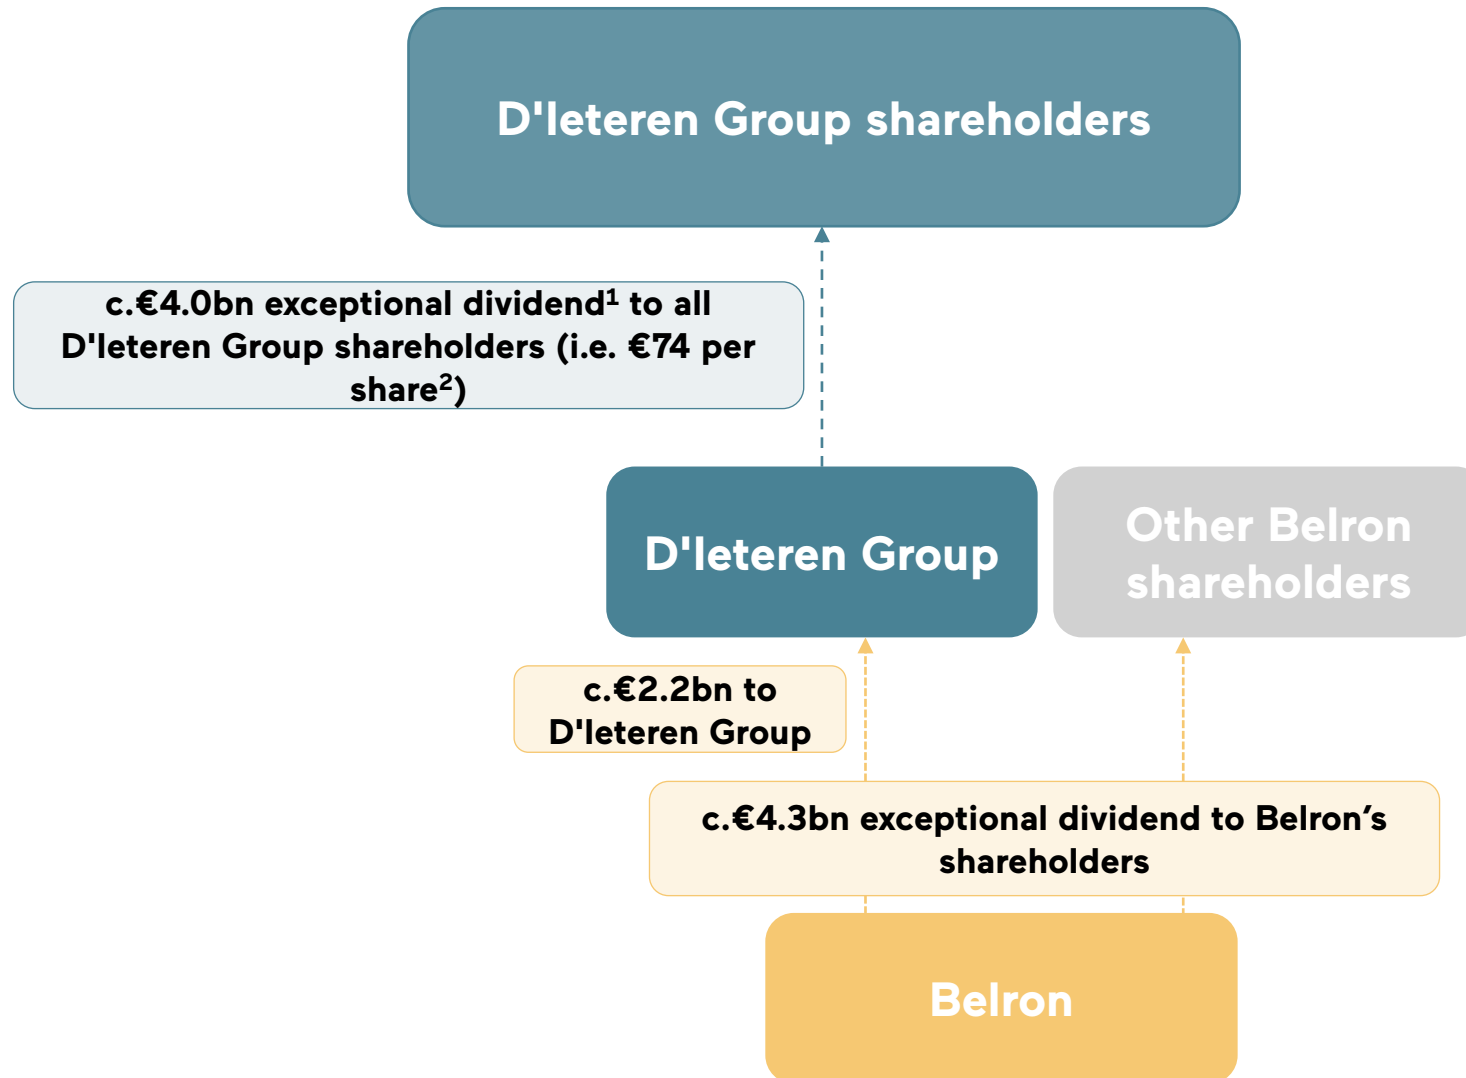 D'Ieteren Group shareholders
c.€4.0bn exceptional dividend¹ to all
D'Ieteren Group shareholders (i.e. €74 per
share²)
D'Ieteren Group
Other Belron
shareholders
c.€2.2bn to
D'Ieteren Group
c.€4.3bn exceptional dividend to Belron’s
shareholders
Belron